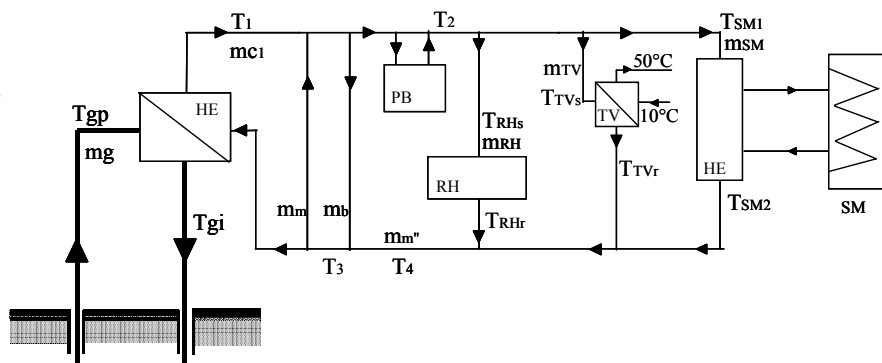 T1
mc1
T2
TSM1
mSM
PB
mTV
50°C
TTVs
TV
10°C
HE
Tgp
mg
TRHs
mRH
RH
TTVr
HE
TSM2
SM
Tgi
mm
mb
TRHr
mm"
T3
T4